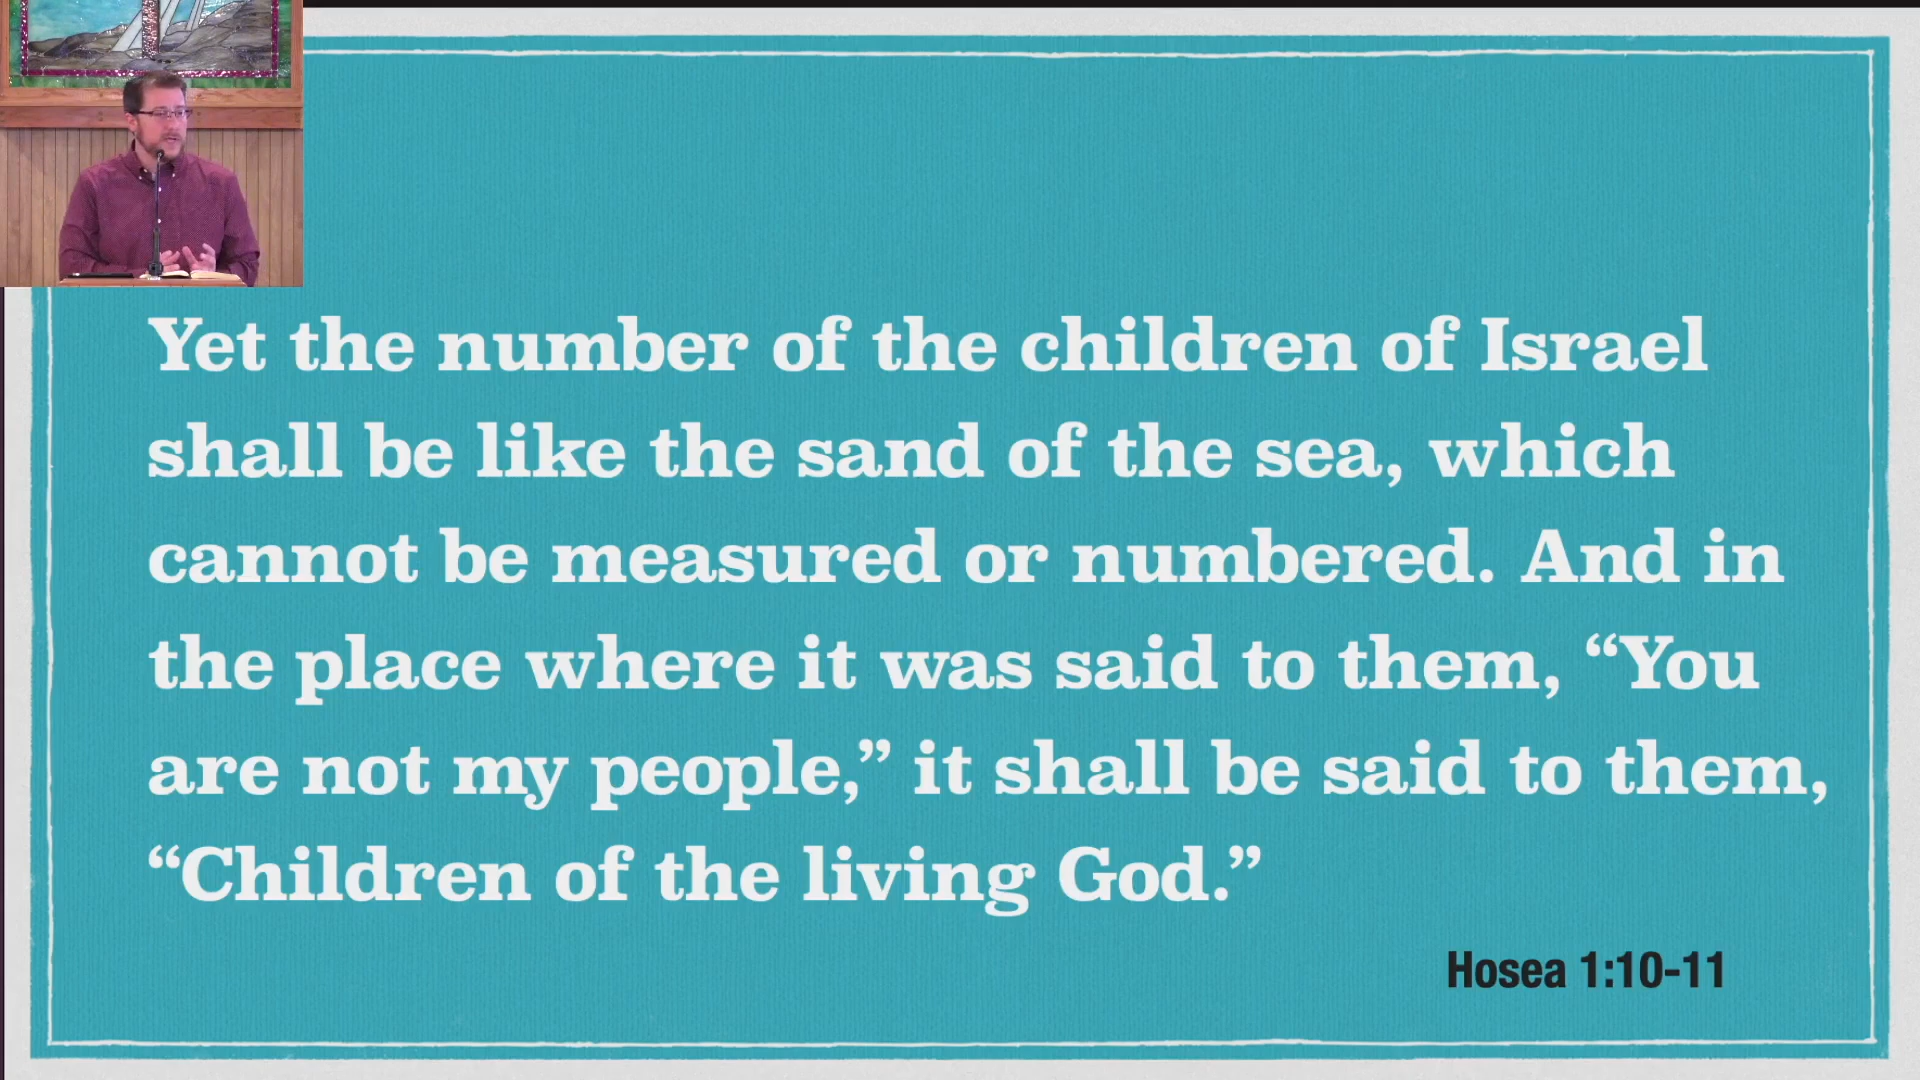 Yet the number of the children of Israel
shall be like the sand of the sea, which
cannot be measured or numbered. And in
the place where it was said to them, “You
are not my people,” it shall be said to them,
“Children of the living God.”
Hosea 1:10-11